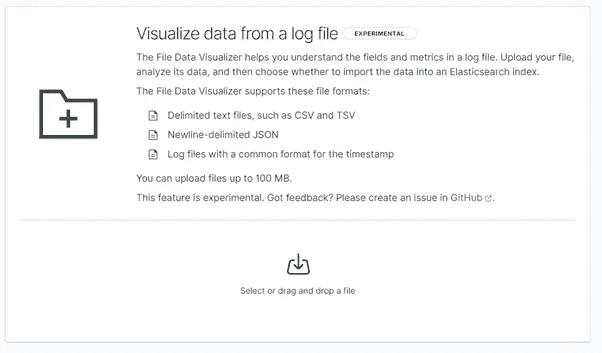 Visualize data from a log file EXPERIMENTAL
The File Data Visualizer helps you understand the fields and metrics in a log file. Upload your file,
analyze its data, and then choose whether to import the data into an Elasticsearch index.
The File Data Visualizer supports these file formats:
Delimited text files, such as CSV and TSV
Newline-delimited JSON
Log files with a common format for the timestamp
You can upload files up to 100 MB.
This feature is experimental. Got feedback? Please create an issue in GitHub.
Select or drag and drop a file